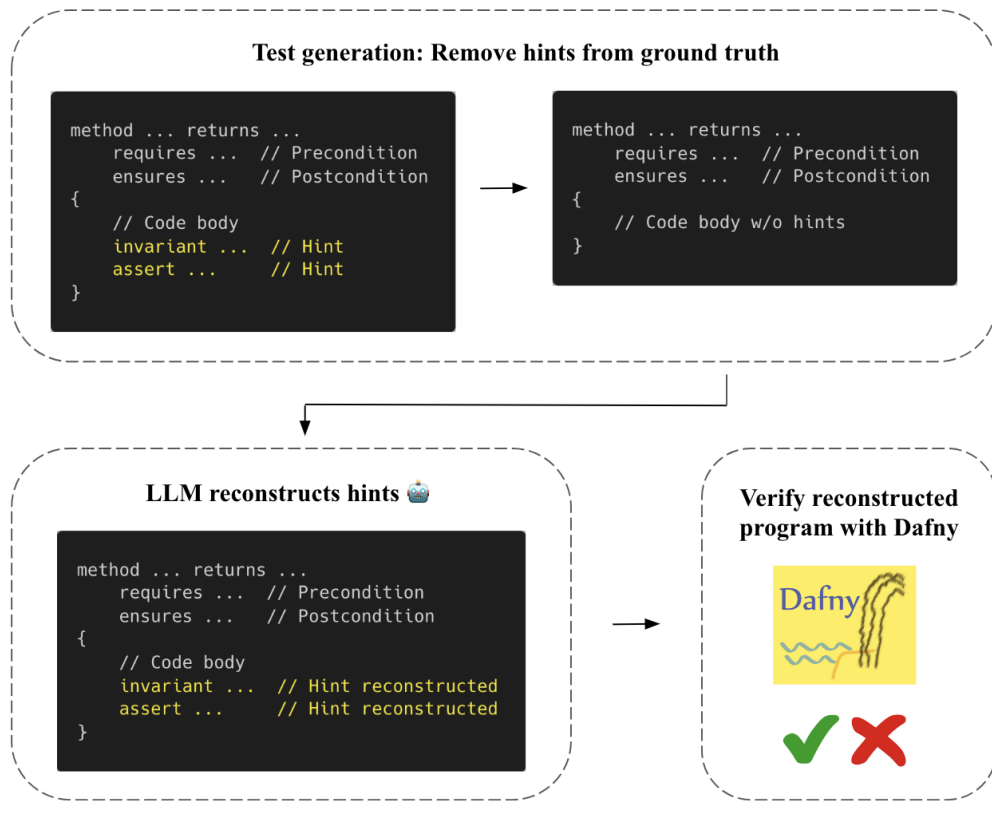 Test generation: Remove hints from ground truth
method ... returns ...
    requires ...  // Precondition
    ensures ...   // Postcondition
{
    // Code body
    invariant ...  // Hint
    assert ...     // Hint
}
method ... returns ...
    requires ...  // Precondition
    ensures ...   // Postcondition
{
    // Code body w/o hints
}
LLM reconstructs hints
method ... returns ...
    requires ...  // Precondition
    ensures ...   // Postcondition
{
    // Code body
    invariant ...  // Hint reconstructed
    assert ...     // Hint reconstructed
}
Verify reconstructed
program with Dafny
Dafny